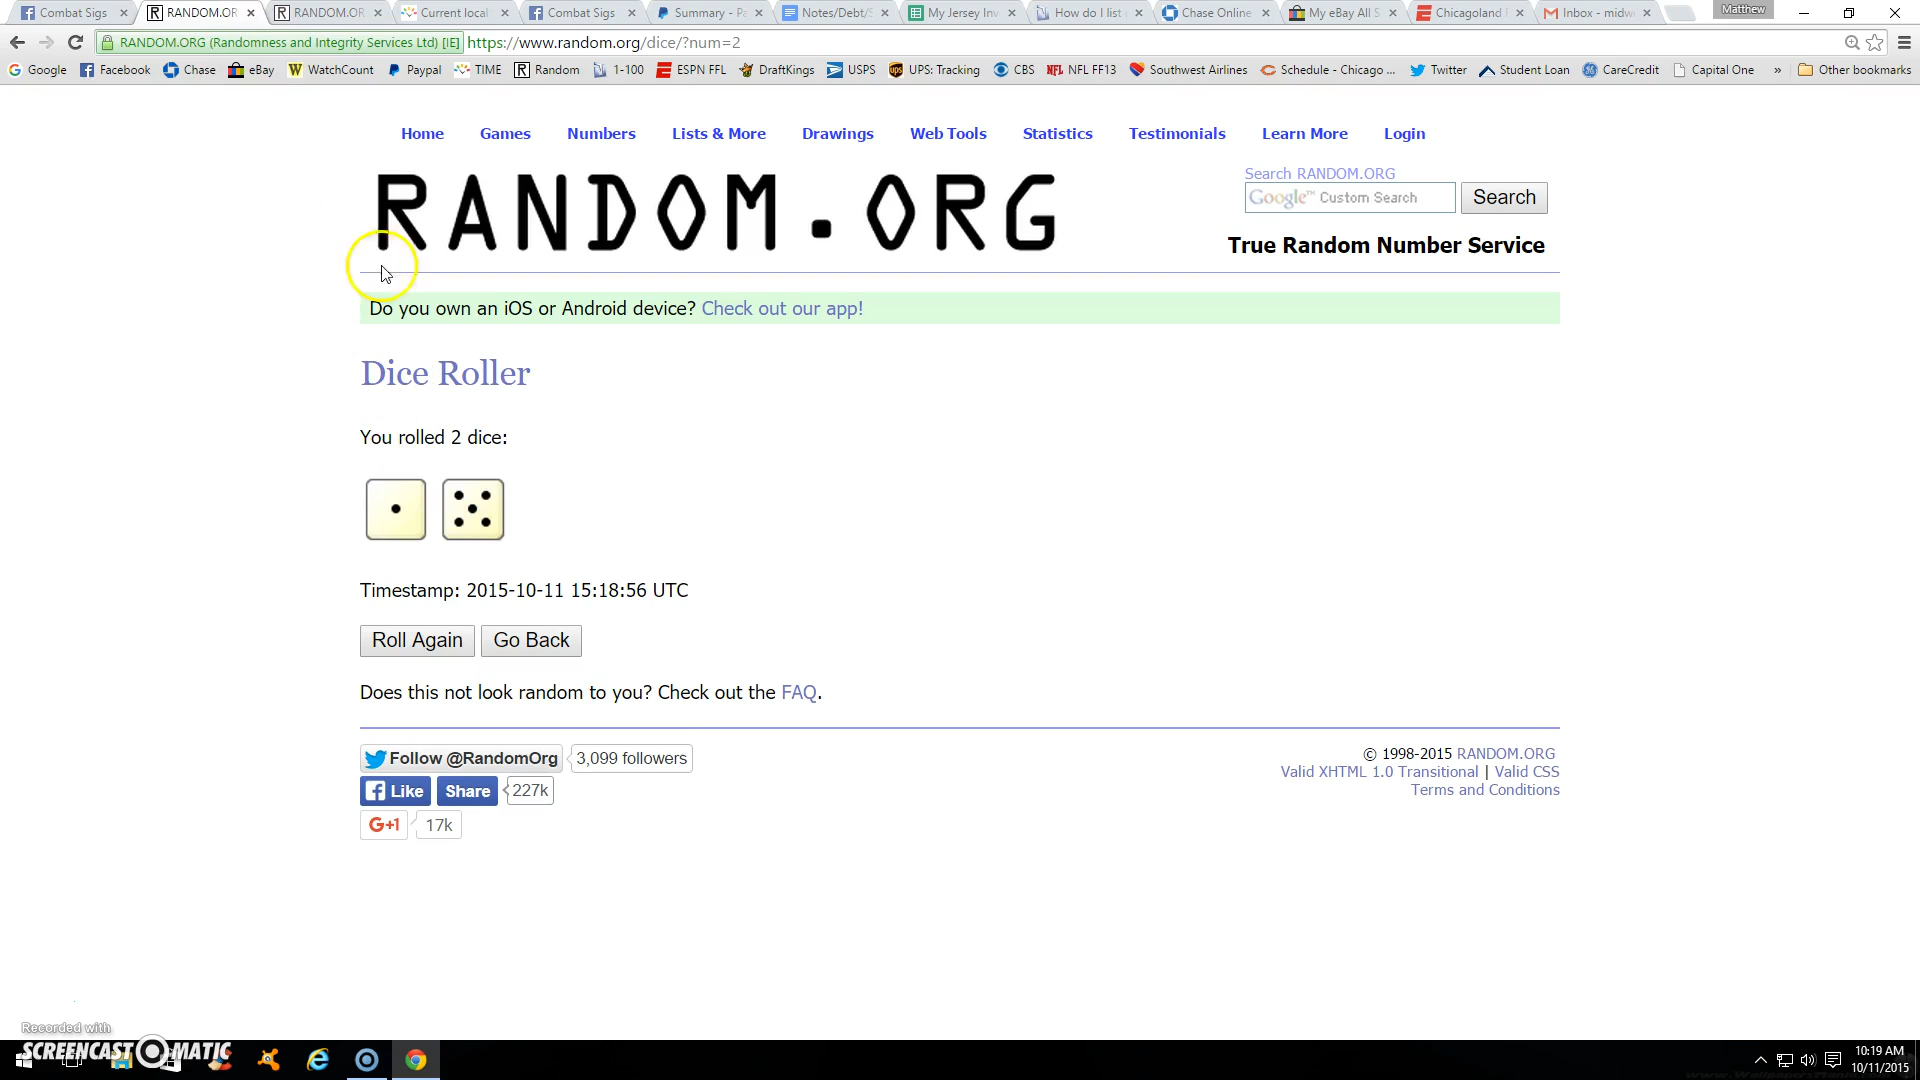 Combat Sigs
RANDOM.OR
RANDOM.OR
Current local
Combat Sigs
Summary - Pa
Notes/Debt/S
My Jersey Inv
How do I list
Chase Online
My eBay All S
Chicagoland
Inbox - midw
Matthew
RANDOM.ORG (Randomness and Integrity Services Ltd) [IE]
https://www.random.org/dice/?num=2
Google
Facebook
Chase
eBay
WatchCount
Paypal
TIME
Random
1-100
ESPN FFL
DraftKings
USPS
UPS: Tracking
CBS
NFL FF13
Southwest Airlines
Schedule - Chicago ...
Twitter
Student Loan
CareCredit
Capital One
»
Other bookmarks
Home Games Numbers Lists & More Drawings Web Tools Statistics Testimonials Learn More Login
RANDOM.ORG
Search RANDOM.ORG
Google™ Custom Search
Search
True Random Number Service
Do you own an iOS or Android device? Check out our app!
Dice Roller
You rolled 2 dice:
Timestamp: 2015-10-11 15:18:56 UTC
Roll Again
Go Back
Does this not look random to you? Check out the FAQ.
Follow @RandomOrg
3,099 followers
Like
Share
227k
G+1
17k
© 1998-2015 RANDOM.ORG
Valid XHTML 1.0 Transitional | Valid CSS
Terms and Conditions
Recorded with
SCREENCAST-O-MATIC
10:19 AM
10/11/2015